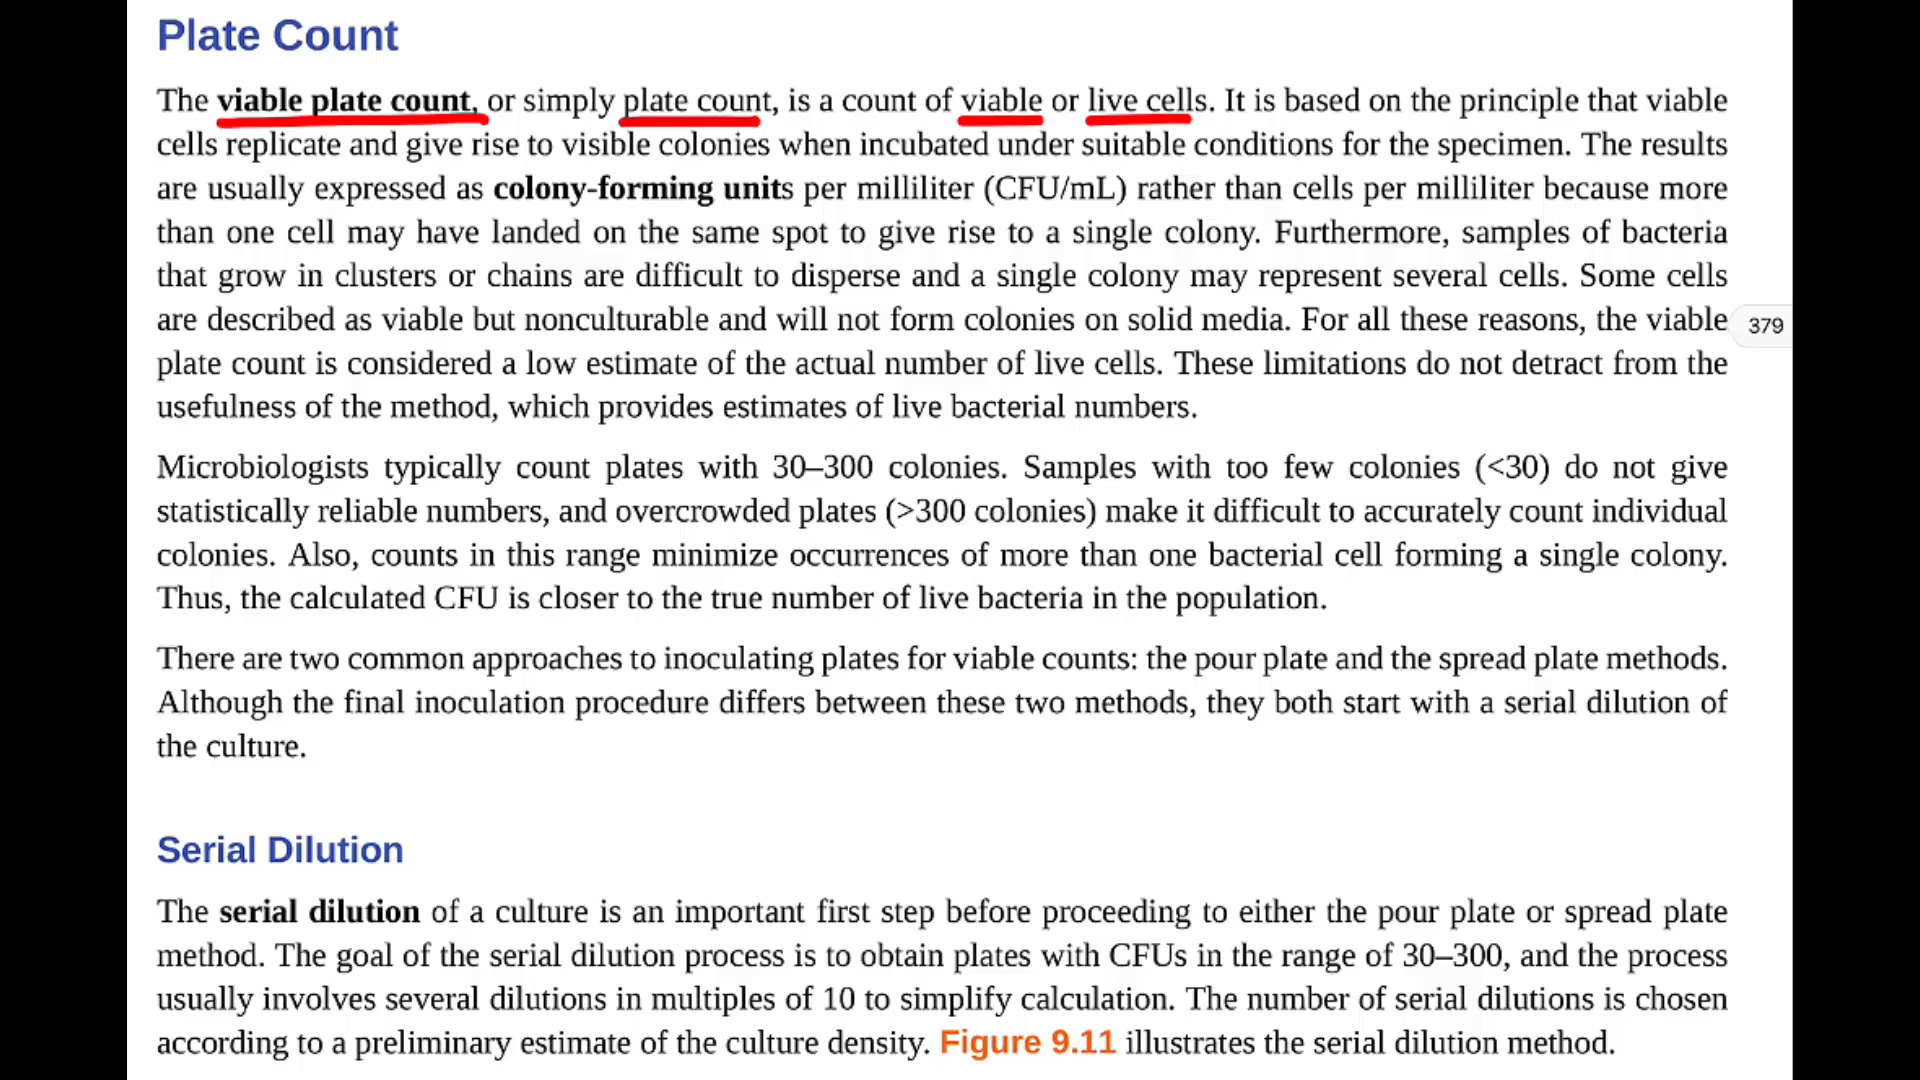 Plate Count
The viable plate count, or simply plate count, is a count of viable or live cells. It is based on the principle that viable
cells replicate and give rise to visible colonies when incubated under suitable conditions for the specimen. The results
are usually expressed as colony-forming units per milliliter (CFU/mL) rather than cells per milliliter because more
than one cell may have landed on the same spot to give rise to a single colony. Furthermore, samples of bacteria
that grow in clusters or chains are difficult to disperse and a single colony may represent several cells. Some cells
are described as viable but nonculturable and will not form colonies on solid media. For all these reasons, the viable
379
plate count is considered a low estimate of the actual number of live cells. These limitations do not detract from the
usefulness of the method, which provides estimates of live bacterial numbers.
Microbiologists typically count plates with 30–300 colonies. Samples with too few colonies (<30) do not give
statistically reliable numbers, and overcrowded plates (>300 colonies) make it difficult to accurately count individual
colonies. Also, counts in this range minimize occurrences of more than one bacterial cell forming a single colony.
Thus, the calculated CFU is closer to the true number of live bacteria in the population.
There are two common approaches to inoculating plates for viable counts: the pour plate and the spread plate methods.
Although the final inoculation procedure differs between these two methods, they both start with a serial dilution of
the culture.
Serial Dilution
The serial dilution of a culture is an important first step before proceeding to either the pour plate or spread plate
method. The goal of the serial dilution process is to obtain plates with CFUs in the range of 30–300, and the process
usually involves several dilutions in multiples of 10 to simplify calculation. The number of serial dilutions is chosen
according to a preliminary estimate of the culture density. Figure 9.11 illustrates the serial dilution method.